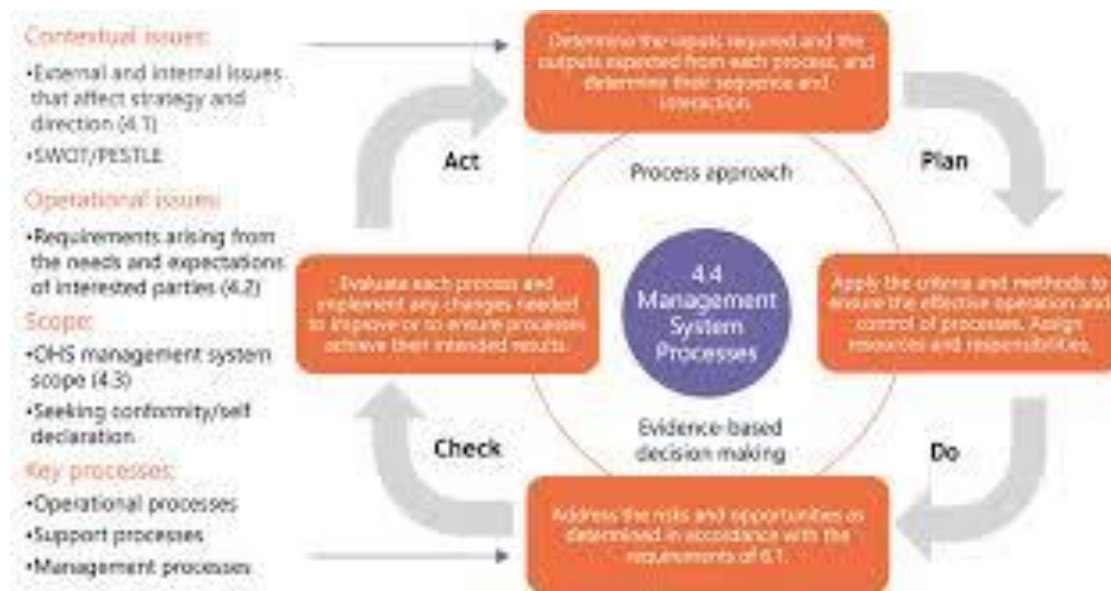 Contextual issues:
•External and internal issues
that affect strategy and
direction (4.1)
•SWOT/PESTLE
Operational issues:
•Requirements arising from
the needs and expectations
of interested parties (4.2)
Scope:
•OHS management system
scope (4.3)
•Seeking conformity/self
declaration
Key processes:
•Operational processes
•Support processes
•Management processes
Determine the inputs required and the
outputs expected from each process, and
determine their sequence and
interaction.
Act
Plan
Process approach
Evaluate each process and
implement any changes needed
to improve or to ensure processes
achieve their intended results.
4.4
Management
System
Processes
Apply the criteria and methods to
ensure the effective operation and
control of processes. Assign
resources and responsibilities.
Evidence-based
decision making
Check
Do
Address the risks and opportunities as
determined in accordance with the
requirements of 6.1.